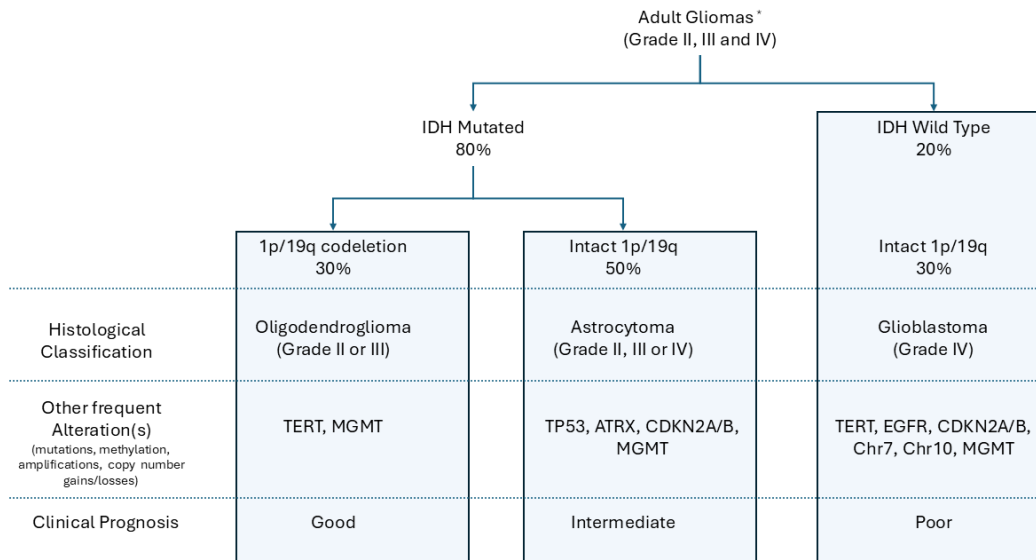 Adult Gliomas *
(Grade II, III and IV)
IDH Mutated
80%
IDH Wild Type
20%
1p/19q codeletion
30%
Intact 1p/19q
50%
Intact 1p/19q
30%
Histological
Classification
Oligodendroglioma
(Grade II or III)
Astrocytoma
(Grade II, III or IV)
Glioblastoma
(Grade IV)
Other frequent
Alteration(s)
(mutations, methylation,
amplifications, copy number
gains/losses)
TERT, MGMT
TP53, ATRX, CDKN2A/B,
MGMT
TERT, EGFR, CDKN2A/B,
Chr7, Chr10, MGMT
Clinical Prognosis
Good
Intermediate
Poor